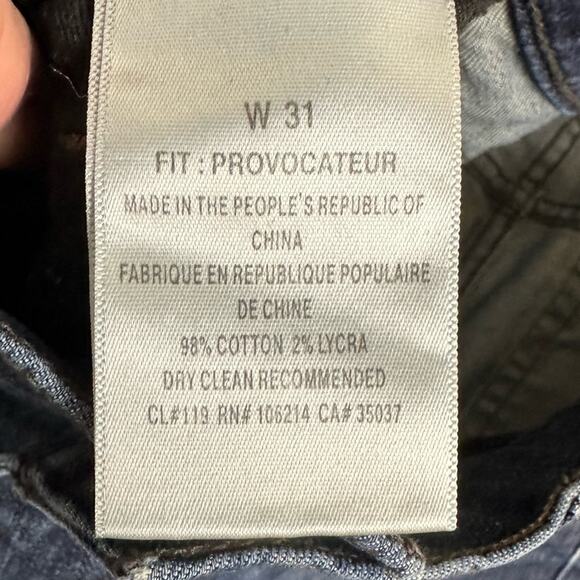 W 31
FIT : PROVOCATEUR
MADE IN THE PEOPLE'S REPUBLIC OF
CHINA
FABRIQUE EN REPUBLIQUE POPULAIRE
DE CHINE
98% COTTON 2% LYCRA
DRY CLEAN RECOMMENDED
CL#119 RN# 106214 CA# 35037